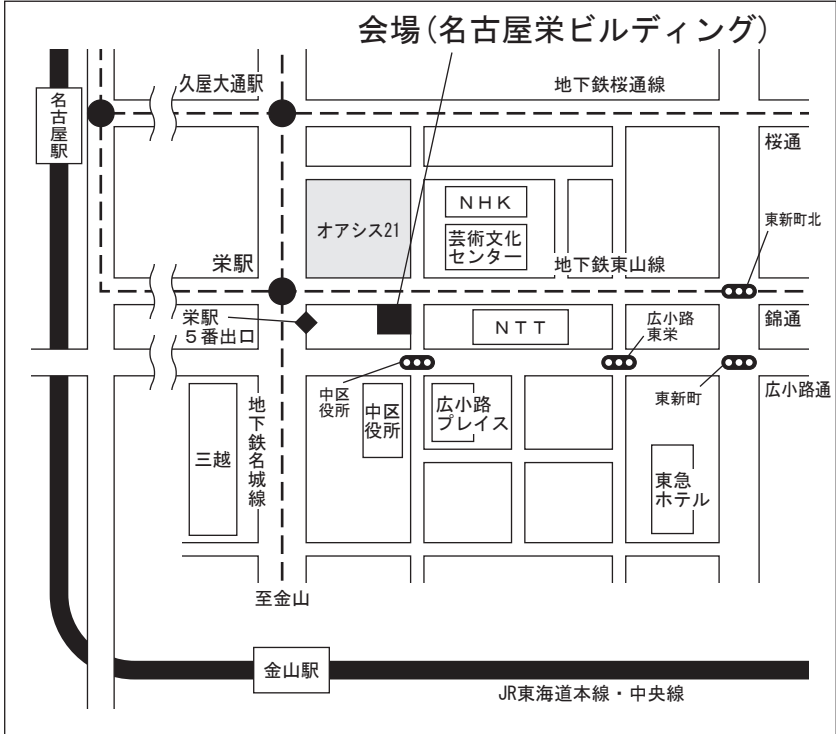 会場(名古屋栄ビルディング)
久屋大通駅
地下鉄桜通線
名古屋駅
桜通
NHK
オアシス21
芸術文化
センター
東新町北
栄駅
地下鉄東山線
栄駅
5番出口
NTT
広小路
東栄
錦通
中区
役所
中区
役所
広小路
プレイス
東新町
広小路通
地下鉄名城線
三越
東急
ホテル
至金山
金山駅
JR東海道本線・中央線